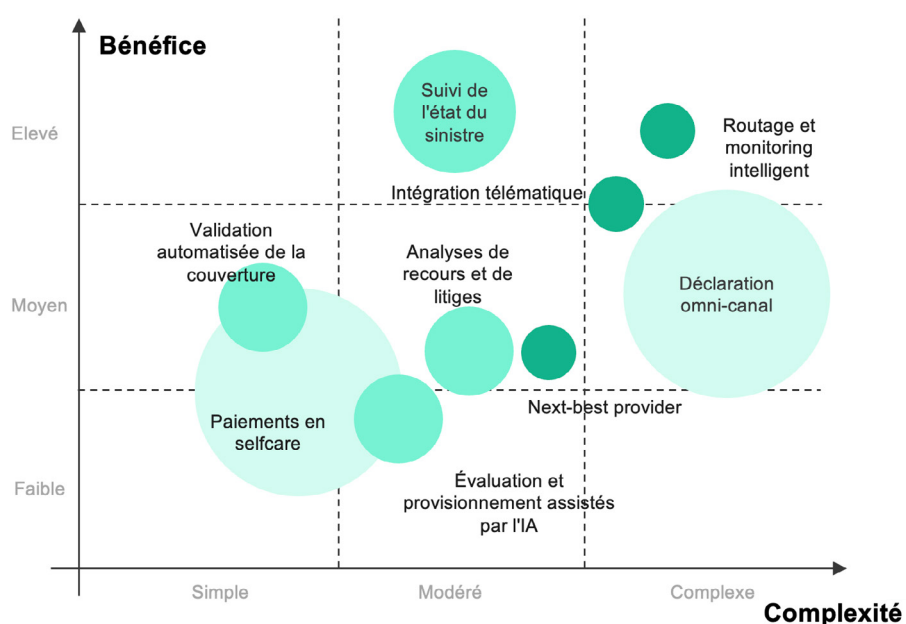 Bénéfice
Suivi de
l'état du
sinistre
Elevé
Routage et
monitoring
intelligent
Intégration télématique
Validation
automatisée de la
couverture
Analyses de
recours et de
litiges
Déclaration
omni-canal
Moyen
Next-best provider
Paiements en
selfcare
Faible
Évaluation et
provisionnement assistés
par l'IA
Simple
Modéré
Complexe
Complexité